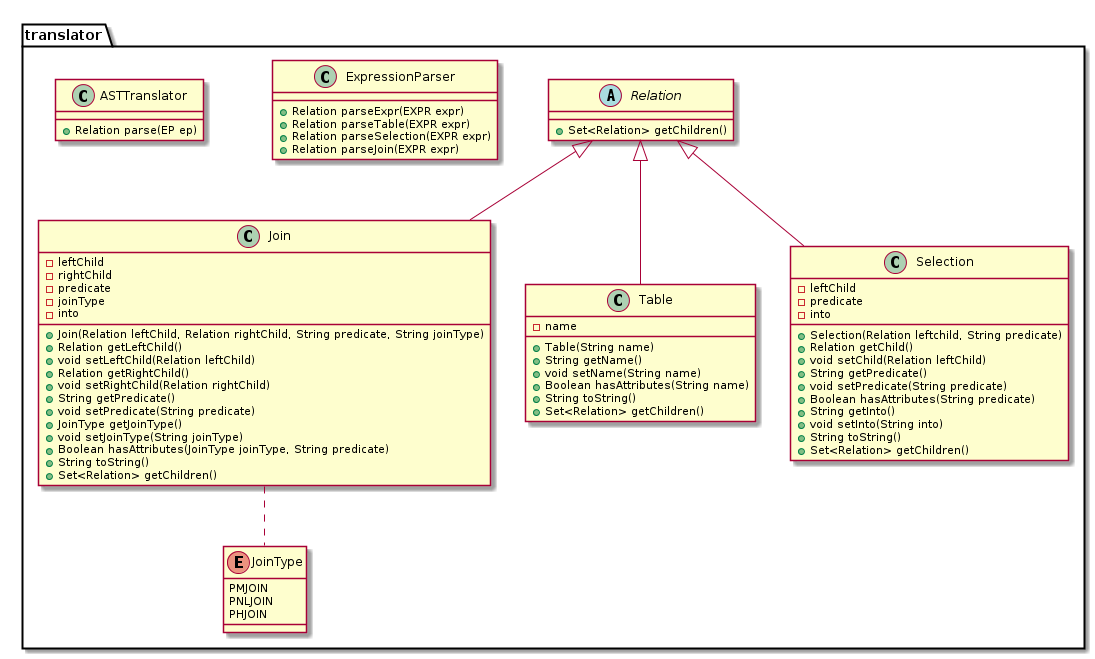 translator
C ASTTranslator
Relation parse(EP ep)
C ExpressionParser
Relation parseExpr(EXPR expr)
Relation parseTable(EXPR expr)
Relation parseSelection(EXPR expr)
Relation parseJoin(EXPR expr)
A Relation
Set<Relation> getChildren()
C Join
leftChild
rightChild
predicate
joinType
into
Join(Relation leftChild, Relation rightChild, String predicate, String joinType)
Relation getLeftChild()
void setLeftChild(Relation leftChild)
Relation getRightChild()
void setRightChild(Relation rightChild)
String getPredicate()
void setPredicate(String predicate)
JoinType getJoinType()
void setJoinType(String joinType)
Boolean hasAttributes(JoinType joinType, String predicate)
String toString()
Set<Relation> getChildren()
C Table
name
Table(String name)
String getName()
void setName(String name)
Boolean hasAttributes(String name)
String toString()
Set<Relation> getChildren()
C Selection
leftChild
predicate
into
Selection(Relation leftchild, String predicate)
Relation getChild()
void setChild(Relation leftChild)
String getPredicate()
void setPredicate(String predicate)
Boolean hasAttributes(String predicate)
String getInto()
void setInto(String into)
String toString()
Set<Relation> getChildren()
E JoinType
PMJOIN
PNLJOIN
PHJOIN